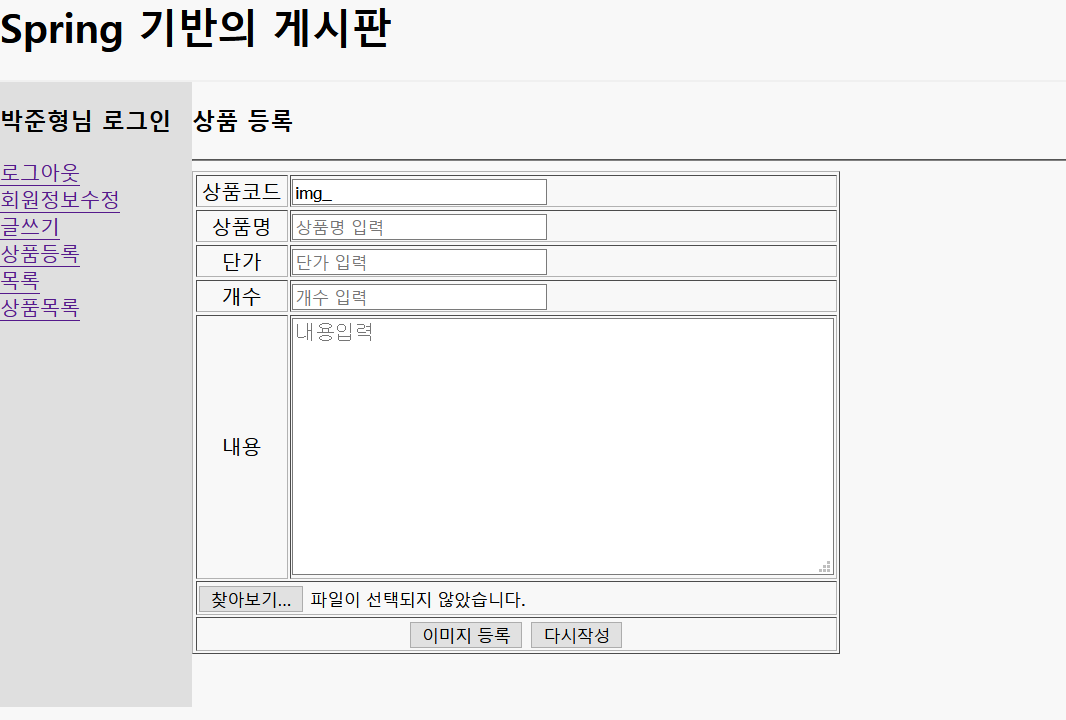 Spring 기반의 게시판
박준형님 로그인
로그아웃
회원정보수정
글쓰기
상품등록
목록
상품목록
상품 등록
상품코드 img_
상품명 상품명 입력
단가 단가 입력
개수 개수 입력
내용 내용입력
찾아보기... 파일이 선택되지 않았습니다.
이미지 등록 다시작성